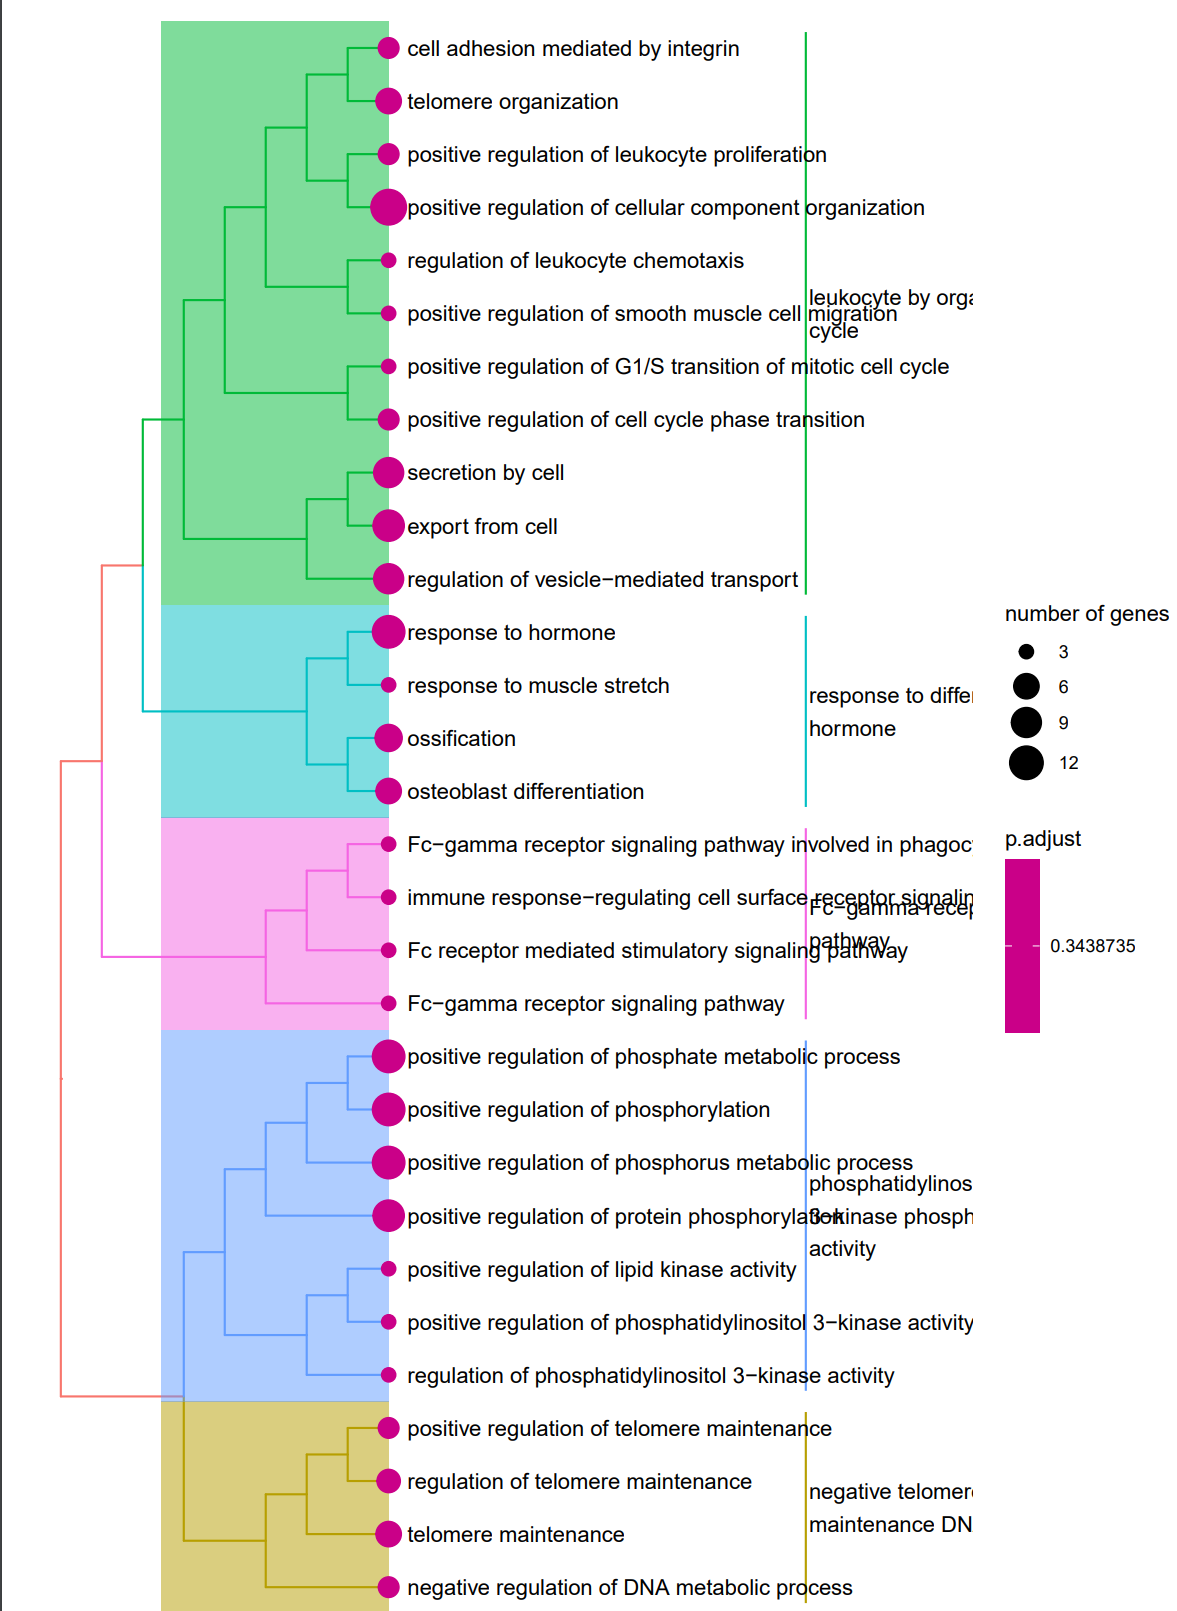 cell adhesion mediated by integrin
telomere organization
positive regulation of leukocyte proliferation
positive regulation of cellular component organization
regulation of leukocyte chemotaxis
leukocyte by orga
positive regulation of smooth muscle cell migration
cycle
positive regulation of G1/S transition of mitotic cell cycle
positive regulation of cell cycle phase transition
secretion by cell
export from cell
regulation of vesicle−mediated transport
response to hormone
response to muscle stretch
response to differ
hormone
ossification
osteoblast differentiation
Fc−gamma receptor signaling pathway involved in phagoc
immune response−regulating cell surface receptor signalin
Fc−gamma recep
pathway
Fc receptor mediated stimulatory signaling pathway
Fc−gamma receptor signaling pathway
positive regulation of phosphate metabolic process
positive regulation of phosphorylation
positive regulation of phosphorus metabolic process
phosphatidylinos
positive regulation of protein phosphorylation
3−kinase phosph
activity
positive regulation of lipid kinase activity
positive regulation of phosphatidylinositol 3−kinase activity
regulation of phosphatidylinositol 3−kinase activity
positive regulation of telomere maintenance
regulation of telomere maintenance
negative telomere
maintenance DN
telomere maintenance
negative regulation of DNA metabolic process
number of genes
3
6
9
12
p.adjust
0.3438735